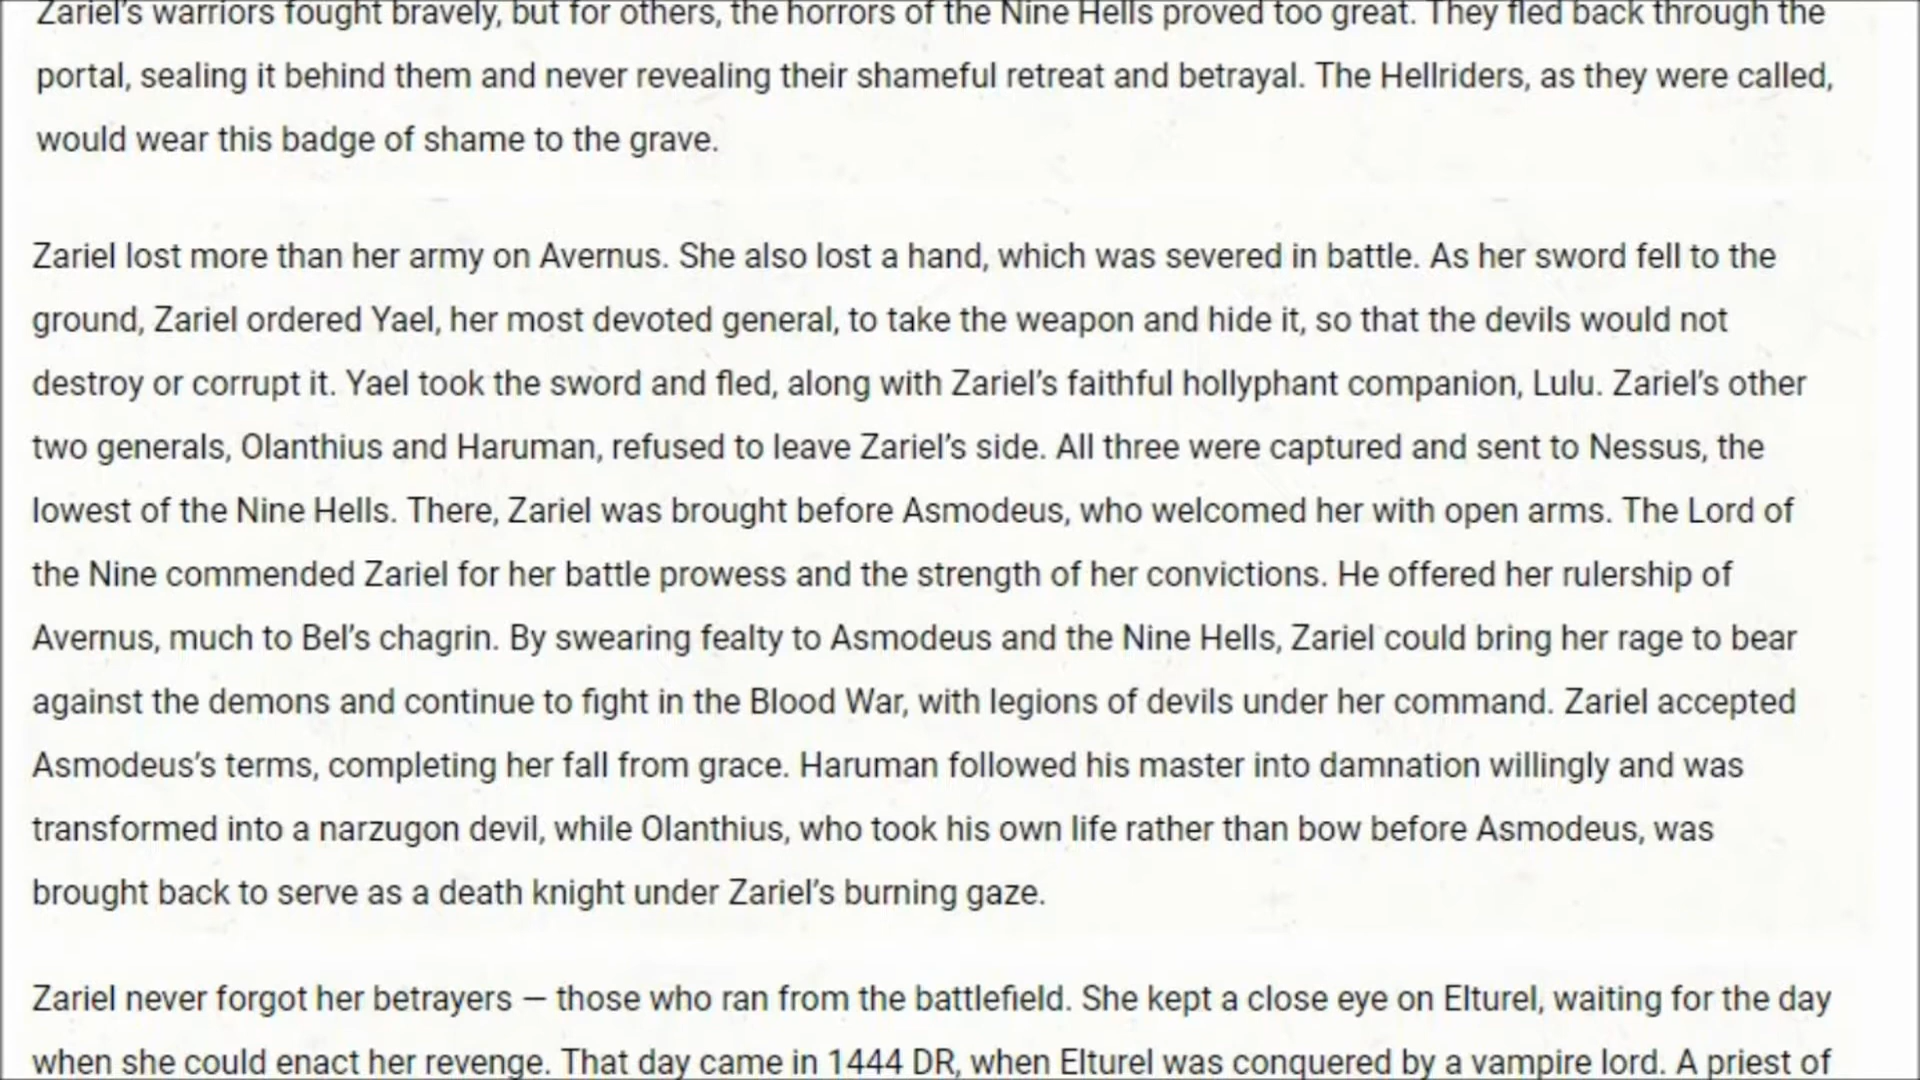 Zariel's warriors fought bravely, but for others, the horrors of the Nine Hells proved too great. They fled back through the
portal, sealing it behind them and never revealing their shameful retreat and betrayal. The Hellriders, as they were called,
would wear this badge of shame to the grave.
Zariel lost more than her army on Avernus. She also lost a hand, which was severed in battle. As her sword fell to the
ground, Zariel ordered Yael, her most devoted general, to take the weapon and hide it, so that the devils would not
destroy or corrupt it. Yael took the sword and fled, along with Zariel’s faithful hollyphant companion, Lulu. Zariel’s other
two generals, Olanthius and Haruman, refused to leave Zariel’s side. All three were captured and sent to Nessus, the
lowest of the Nine Hells. There, Zariel was brought before Asmodeus, who welcomed her with open arms. The Lord of
the Nine commended Zariel for her battle prowess and the strength of her convictions. He offered her rulership of
Avernus, much to Bel’s chagrin. By swearing fealty to Asmodeus and the Nine Hells, Zariel could bring her rage to bear
against the demons and continue to fight in the Blood War, with legions of devils under her command. Zariel accepted
Asmodeus’s terms, completing her fall from grace. Haruman followed his master into damnation willingly and was
transformed into a narzugon devil, while Olanthius, who took his own life rather than bow before Asmodeus, was
brought back to serve as a death knight under Zariel’s burning gaze.
Zariel never forgot her betrayers — those who ran from the battlefield. She kept a close eye on Elturel, waiting for the day
when she could enact her revenge. That day came in 1444 DR, when Elturel was conquered by a vampire lord. A priest of